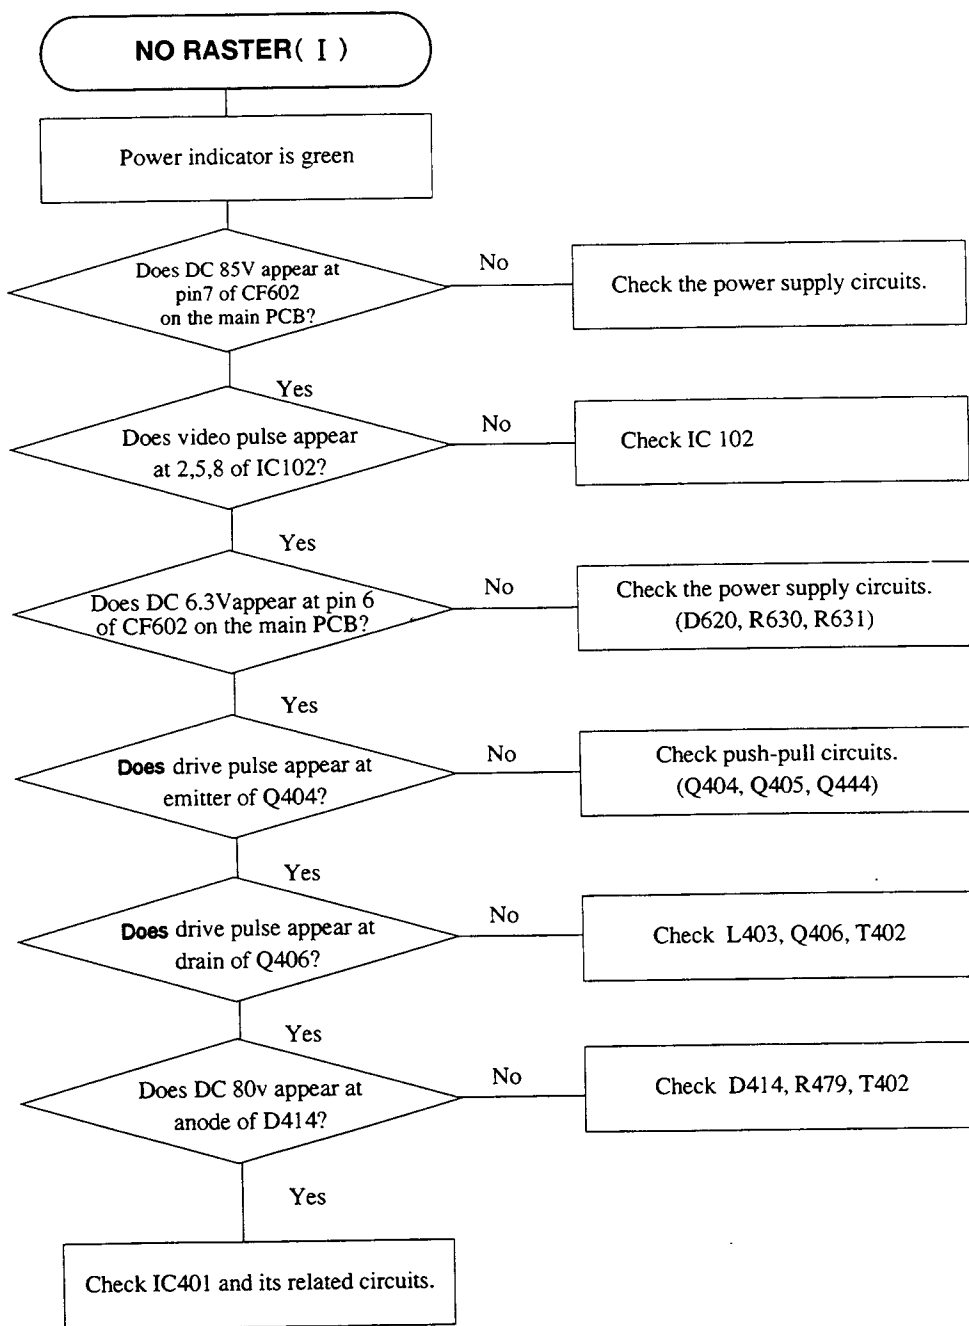 NO RASTER( I )
Power indicator is green
Does DC 85V appear at
pin7 of CF602
on the main PCB?
No
Check the power supply circuits.
Yes
Does video pulse appear
at 2,5,8 of IC102?
No
Check IC 102
Yes
Does DC 6.3Vappear at pin 6
of CF602 on the main PCB?
No
Check the power supply circuits.
(D620, R630, R631)
Yes
Does drive pulse appear at
emitter of Q404?
No
Check push-pull circuits.
(Q404, Q405, Q444)
Yes
Does drive pulse appear at
drain of Q406?
No
Check L403, Q406, T402
Yes
Does DC 80v appear at
anode of D414?
No
Check D414, R479, T402
Yes
Check IC401 and its related circuits.